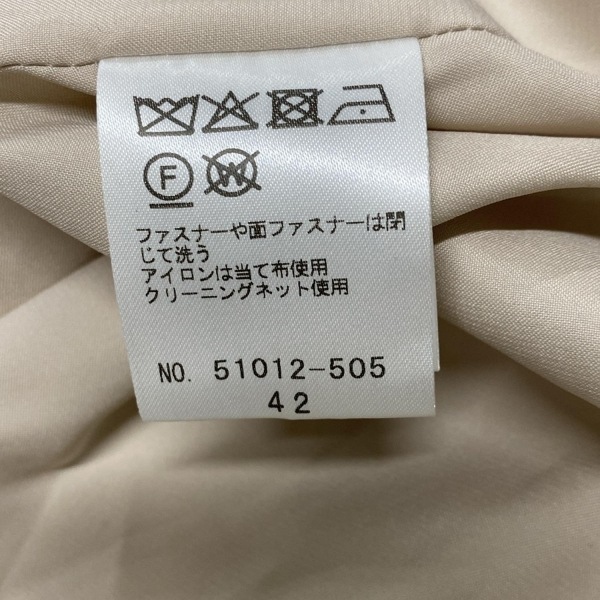 F W
ファスナーや面ファスナーは閉
じて洗う
アイロンは当て布使用
クリーニングネット使用
NO. 51012-505
42